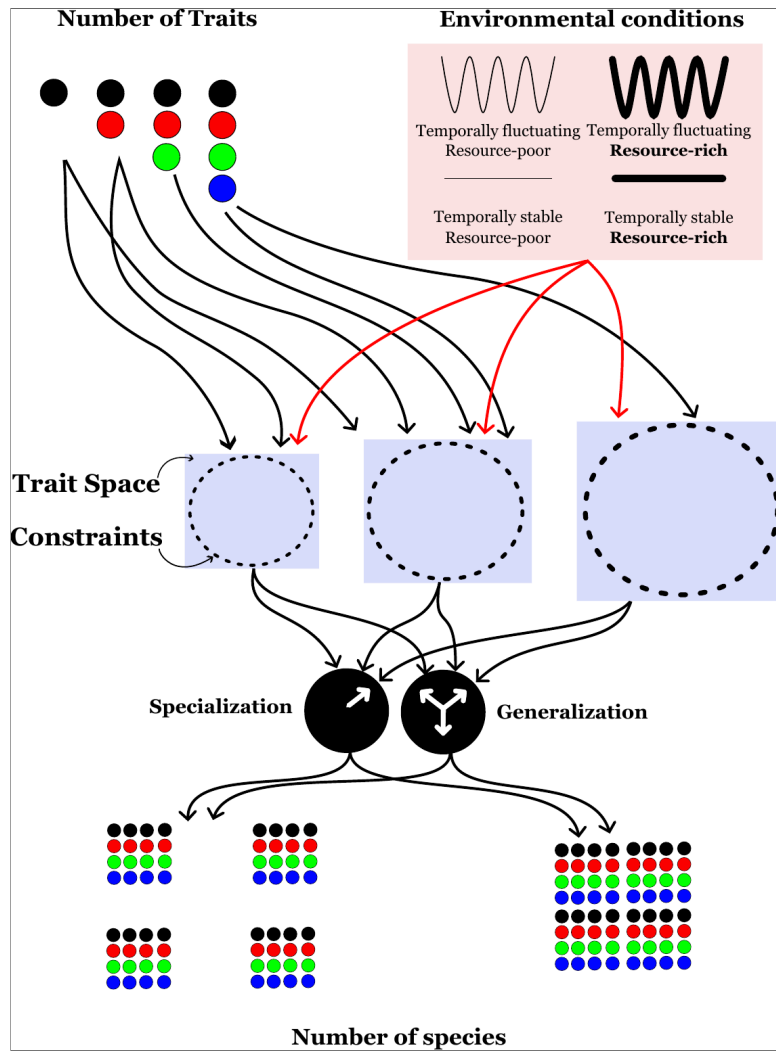 Number of Traits
Environmental conditions
Temporally fluctuating
Resource-poor
Temporally fluctuating
Resource-rich
Temporally stable
Resource-poor
Temporally stable
Resource-rich
Trait Space
Constraints
Specialization
Generalization
Number of species